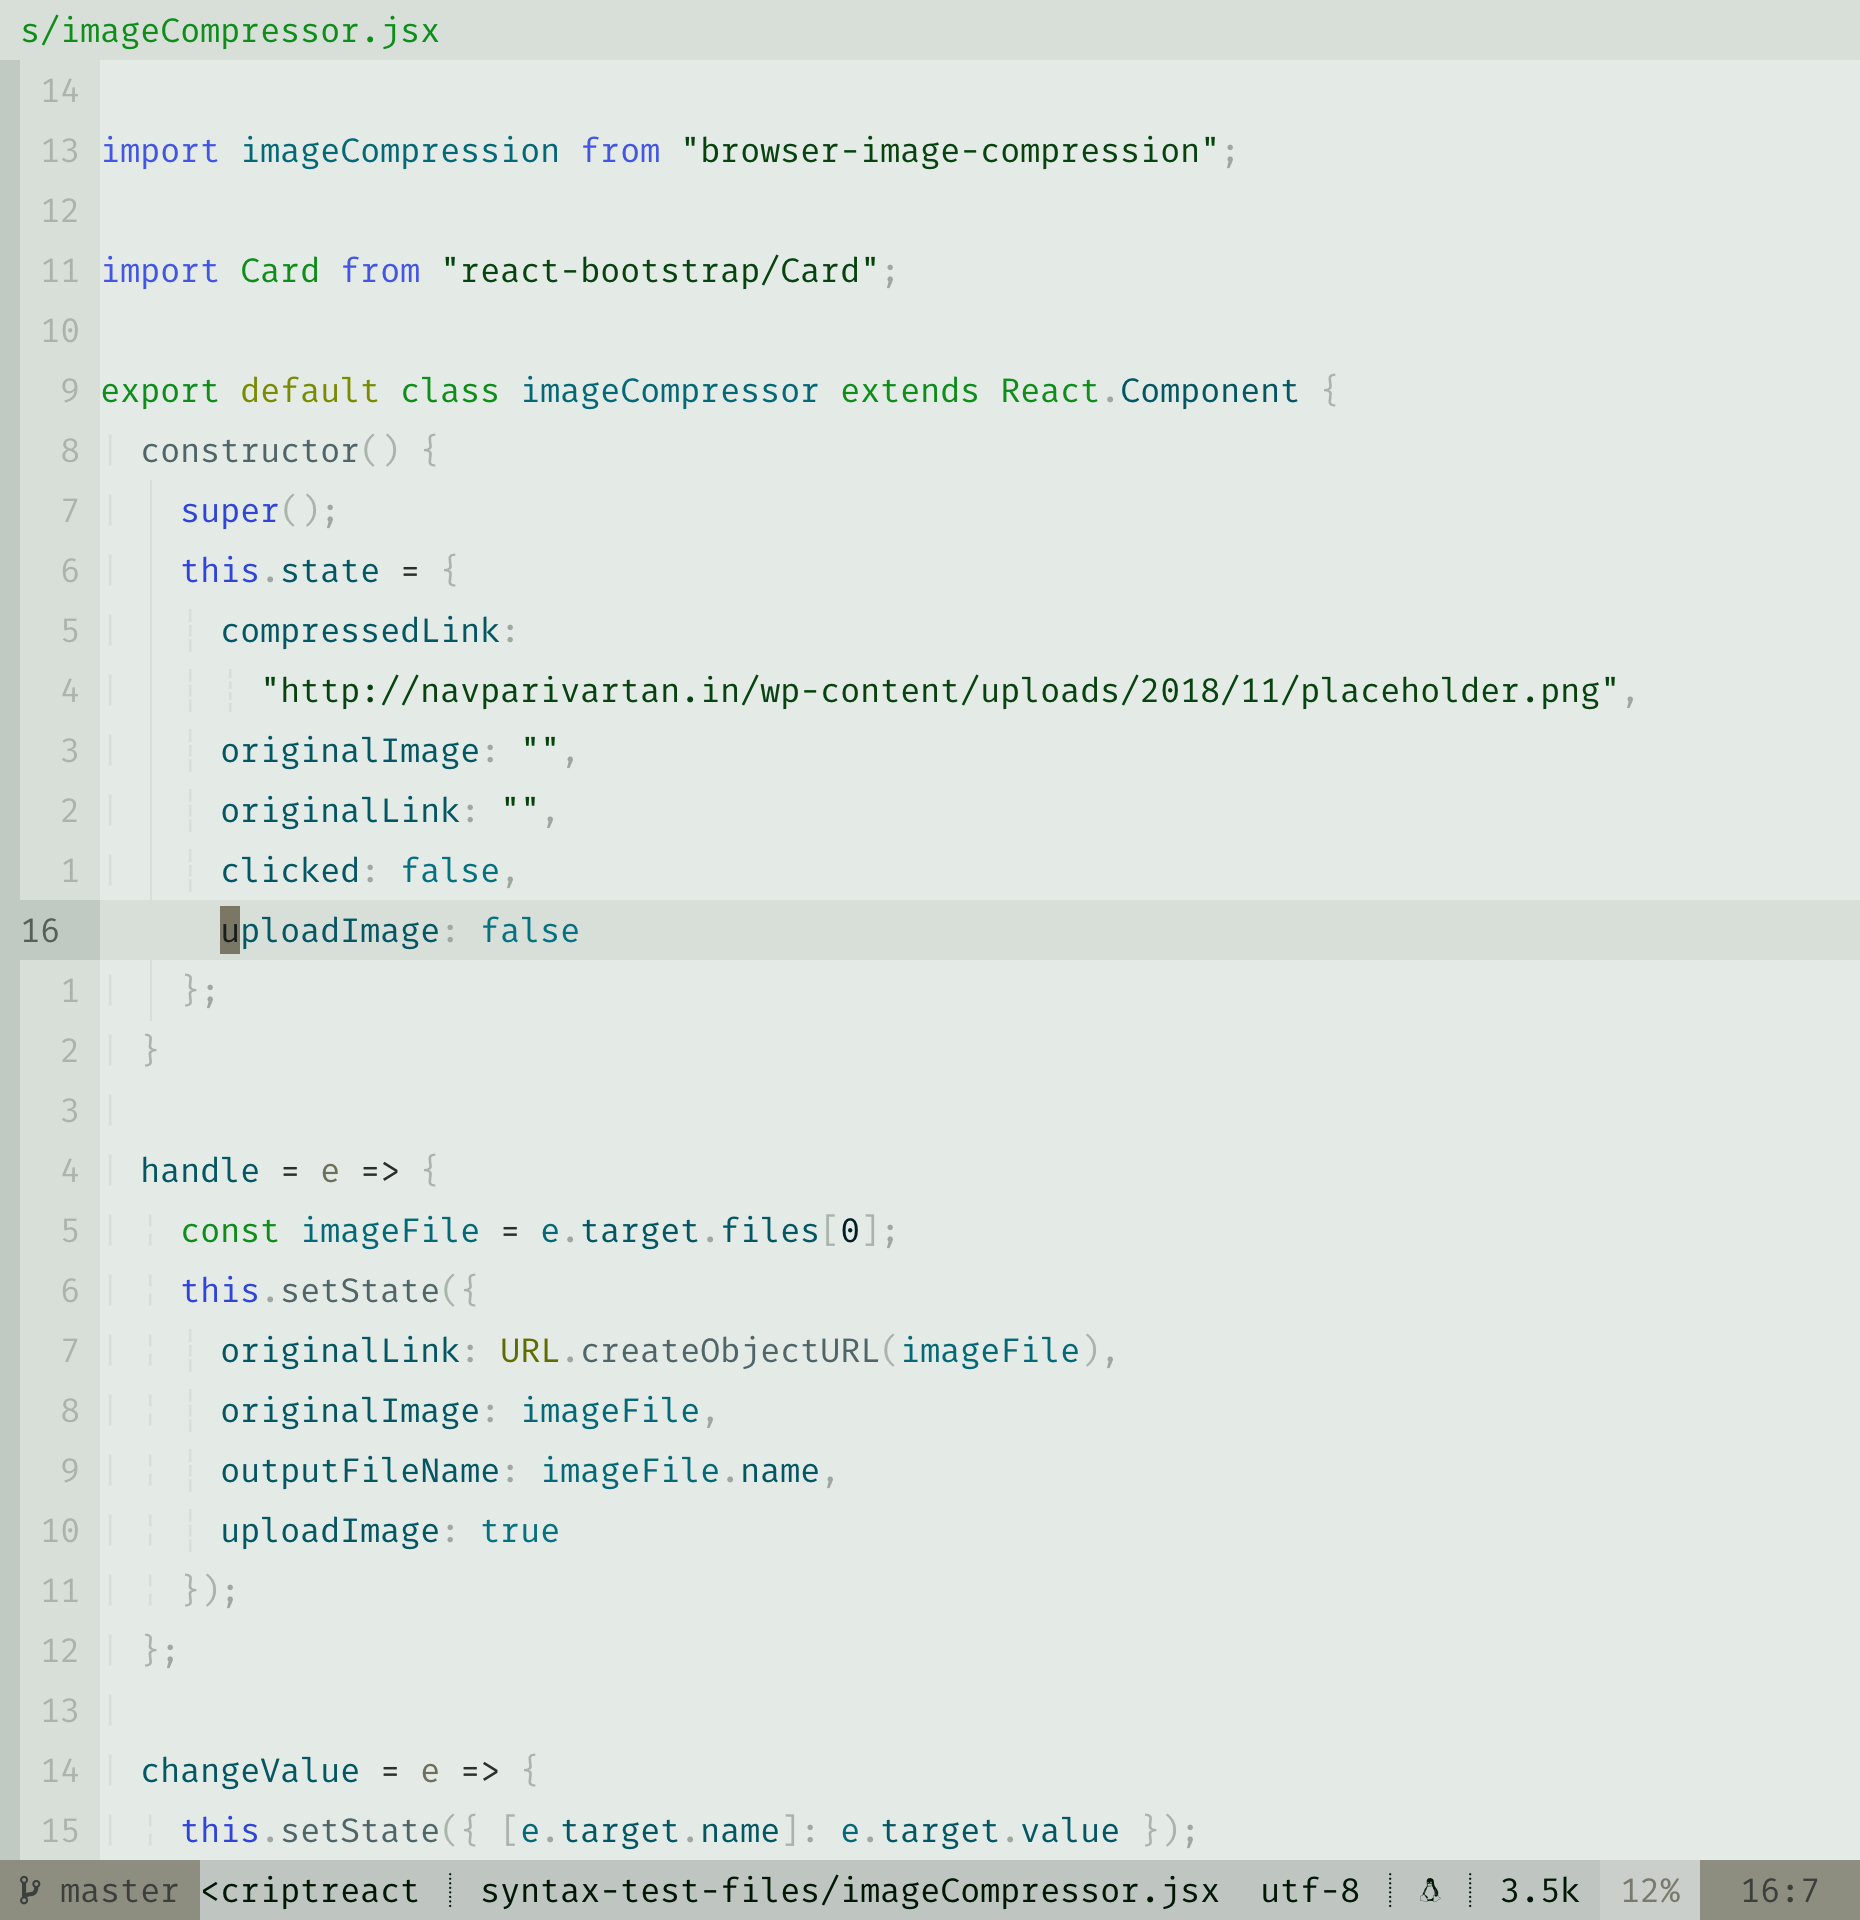 s/imageCompressor.jsx
14
13 import imageCompression from "browser-image-compression";
12
11 import Card from "react-bootstrap/Card";
10
9 export default class imageCompressor extends React.Component {
8   constructor() {
7     super();
6     this.state = {
5       compressedLink:
4         "http://navparivartan.in/wp-content/uploads/2018/11/placeholder.png",
3       originalImage: "",
2       originalLink: "",
1       clicked: false,
16       uploadImage: false
1     };
2   }
3
4   handle = e => {
5     const imageFile = e.target.files[0];
6     this.setState({
7       originalLink: URL.createObjectURL(imageFile),
8       originalImage: imageFile,
9       outputFileName: imageFile.name,
10       uploadImage: true
11     });
12   };
13
14   changeValue = e => {
15     this.setState({ [e.target.name]: e.target.value });
master <criptreact syntax-test-files/imageCompressor.jsx utf-8 3.5k 12% 16:7